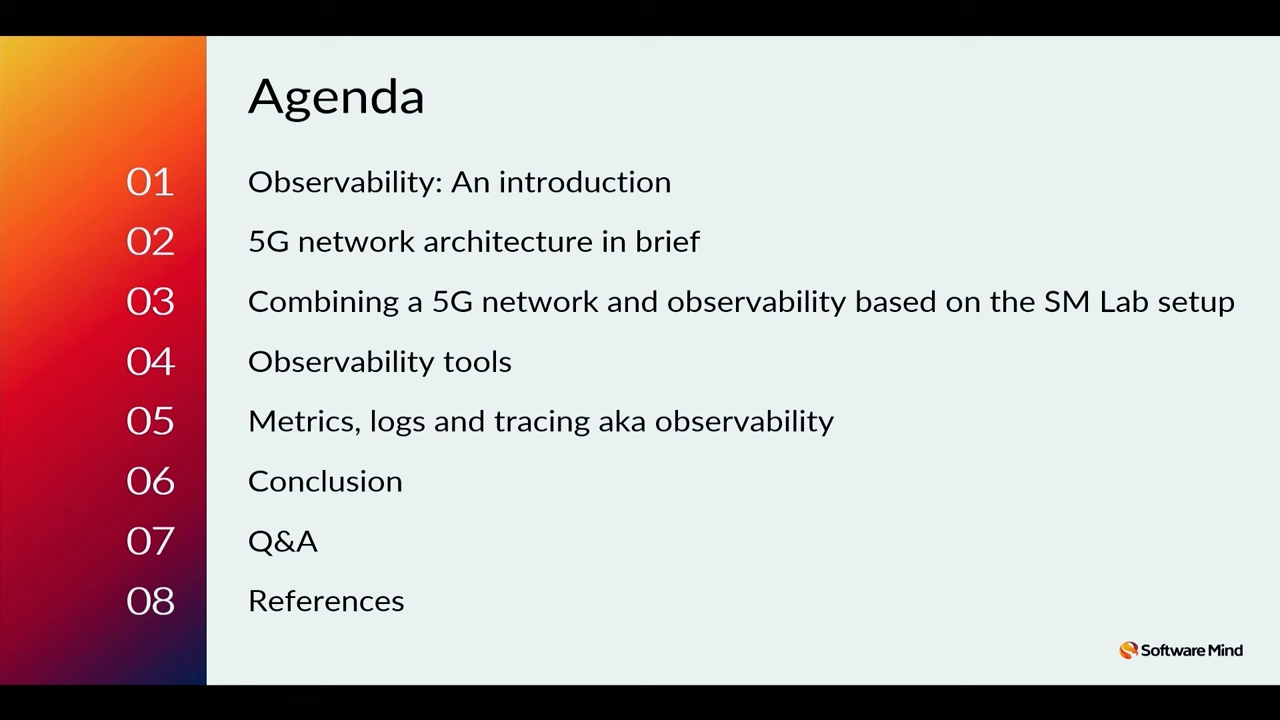 Agenda
01 Observability: An introduction
02 5G network architecture in brief
03 Combining a 5G network and observability based on the SM Lab setup
04 Observability tools
05 Metrics, logs and tracing aka observability
06 Conclusion
07 Q&A
08 References
Software Mind